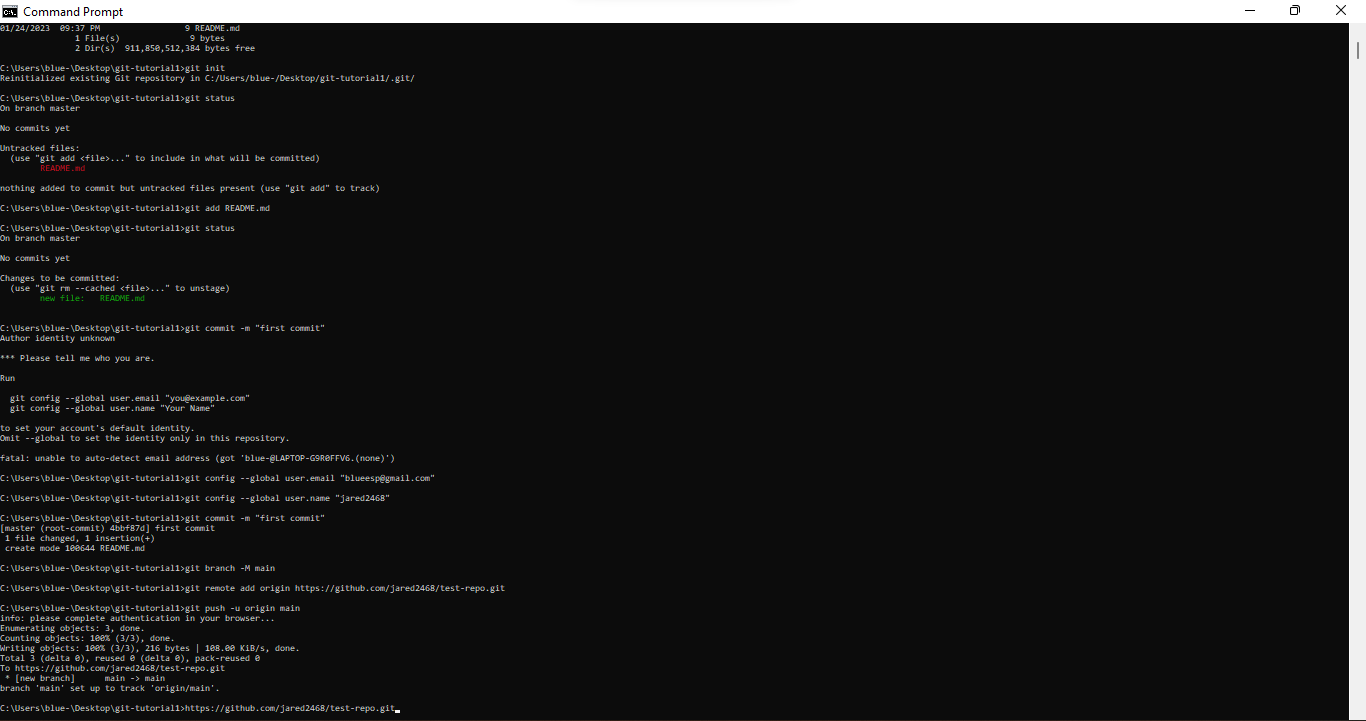 Command Prompt
01/24/2023  09:37 PM                 9 README.md
               1 File(s)              9 bytes
               2 Dir(s)  911,850,512,384 bytes free
C:\Users\blue-\Desktop\git-tutorial1>git init
Reinitialized existing Git repository in C:/Users/blue-/Desktop/git-tutorial1/.git/
C:\Users\blue-\Desktop\git-tutorial1>git status
On branch master
No commits yet
Untracked files:
  (use "git add <file>..." to include in what will be committed)
        README.md
nothing added to commit but untracked files present (use "git add" to track)
C:\Users\blue-\Desktop\git-tutorial1>git add README.md
C:\Users\blue-\Desktop\git-tutorial1>git status
On branch master
No commits yet
Changes to be committed:
  (use "git rm --cached <file>..." to unstage)
        new file:   README.md
C:\Users\blue-\Desktop\git-tutorial1>git commit -m "first commit"
Author identity unknown
*** Please tell me who you are.
Run
  git config --global user.email "you@example.com"
  git config --global user.name "Your Name"
to set your account's default identity.
Omit --global to set the identity only in this repository.
fatal: unable to auto-detect email address (got 'blue-@LAPTOP-G9R0FFV6.(none)')
C:\Users\blue-\Desktop\git-tutorial1>git config --global user.email "blueesp@gmail.com"
C:\Users\blue-\Desktop\git-tutorial1>git config --global user.name "jared2468"
C:\Users\blue-\Desktop\git-tutorial1>git commit -m "first commit"
[master (root-commit) 4bbf87d] first commit
 1 file changed, 1 insertion(+)
 create mode 100644 README.md
C:\Users\blue-\Desktop\git-tutorial1>git branch -M main
C:\Users\blue-\Desktop\git-tutorial1>git remote add origin https://github.com/jared2468/test-repo.git
C:\Users\blue-\Desktop\git-tutorial1>git push -u origin main
info: please complete authentication in your browser...
Enumerating objects: 3, done.
Counting objects: 100% (3/3), done.
Writing objects: 100% (3/3), 216 bytes | 108.00 KiB/s, done.
Total 3 (delta 0), reused 0 (delta 0), pack-reused 0
To https://github.com/jared2468/test-repo.git
 * [new branch]      main -> main
branch 'main' set up to track 'origin/main'.
C:\Users\blue-\Desktop\git-tutorial1>https://github.com/jared2468/test-repo.git